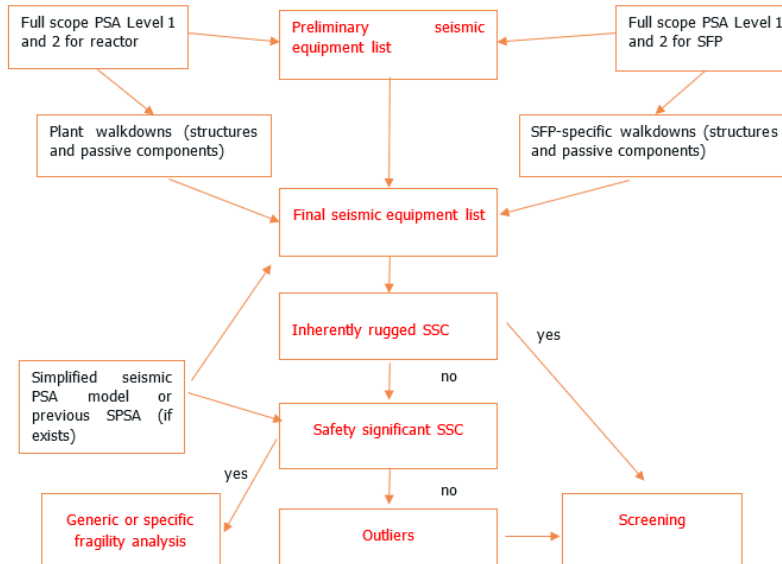 Full scope PSA Level 1
and 2 for reactor
Preliminary seismic
equipment list
Full scope PSA Level 1
and 2 for SFP
Plant walkdowns (structures
and passive components)
SFP-specific walkdowns (structures
and passive components)
Final seismic equipment list
Inherently rugged SSC
yes
no
Simplified seismic
PSA model or
previous SPSA (if
exists)
Safety significant SSC
yes
no
Generic or specific
fragility analysis
Outliers
Screening